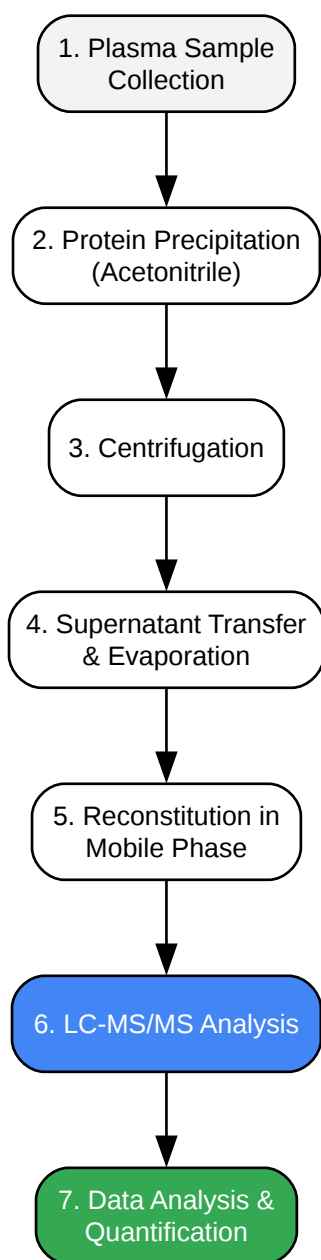 1. Plasma Sample
Collection
2. Protein Precipitation
(Acetonitrile)
3. Centrifugation
4. Supernatant Transfer
& Evaporation
5. Reconstitution in
Mobile Phase
6. LC-MS/MS Analysis
7. Data Analysis &
Quantification